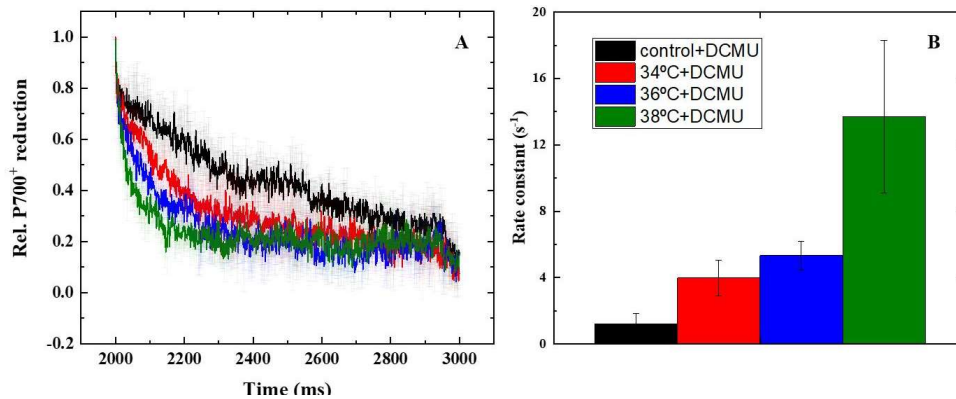 A
Rel. P700+ reduction
1.0
0.8
0.6
0.4
0.2
0.0
-0.2
2000
2200
2400
2600
2800
3000
Time (ms)
B
Rate constant (s-1)
20
16
12
8
4
0
control+DCMU
34ºC+DCMU
36ºC+DCMU
38ºC+DCMU